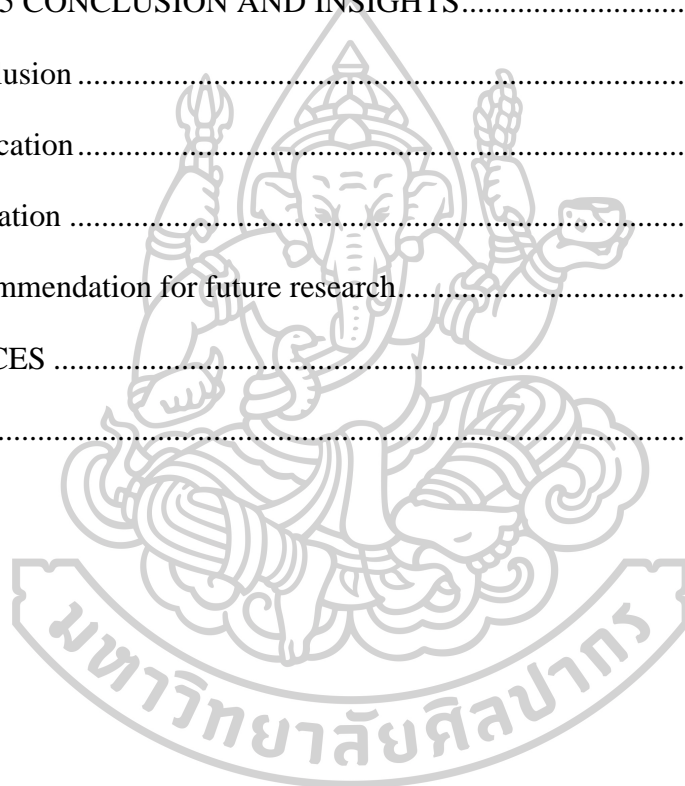 5 CONCLUSION AND INSIGHTS........................
lusion........................................................................
cation.........................................................................
ation ..........................................................................
mmendation for future research................................
CES ............................................................................
...................................................................................
มหาวิทยาลัยศิลปากร